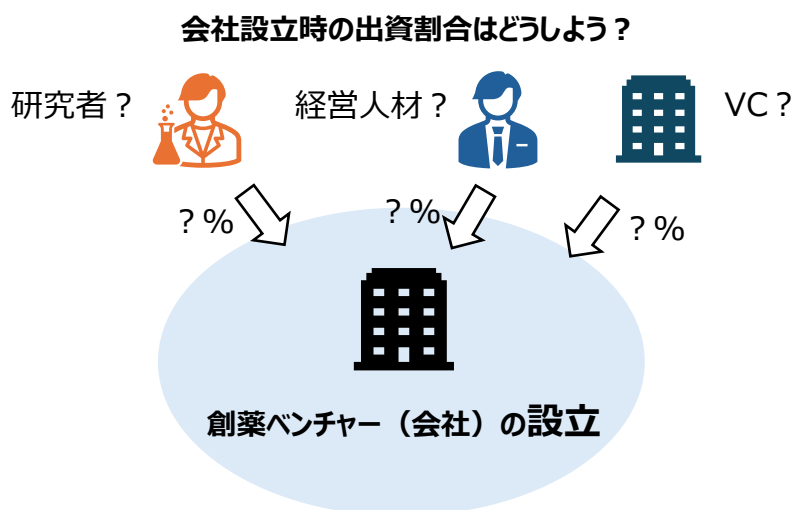 会社設立時の出資割合はどうしよう？
研究者？
経営人材？
VC？
？%
？%
？%
創薬ベンチャー（会社）の設立